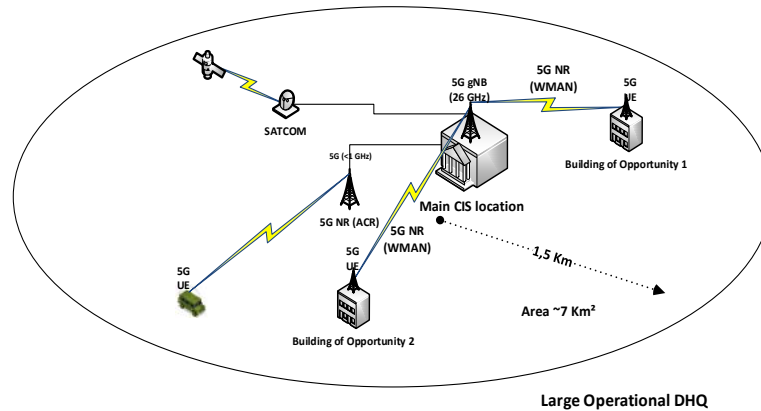 5G gNB
(26 GHz)
5G NR
(WMAN)
5G
UE
SATCOM
Building of Opportunity 1
5G (<1 GHz)
Main CIS location
5G NR (ACR)
5G NR
(WMAN)
1,5 Km
5G
UE
5G
UE
Area ~7 Km²
Building of Opportunity 2
Large Operational DHQ